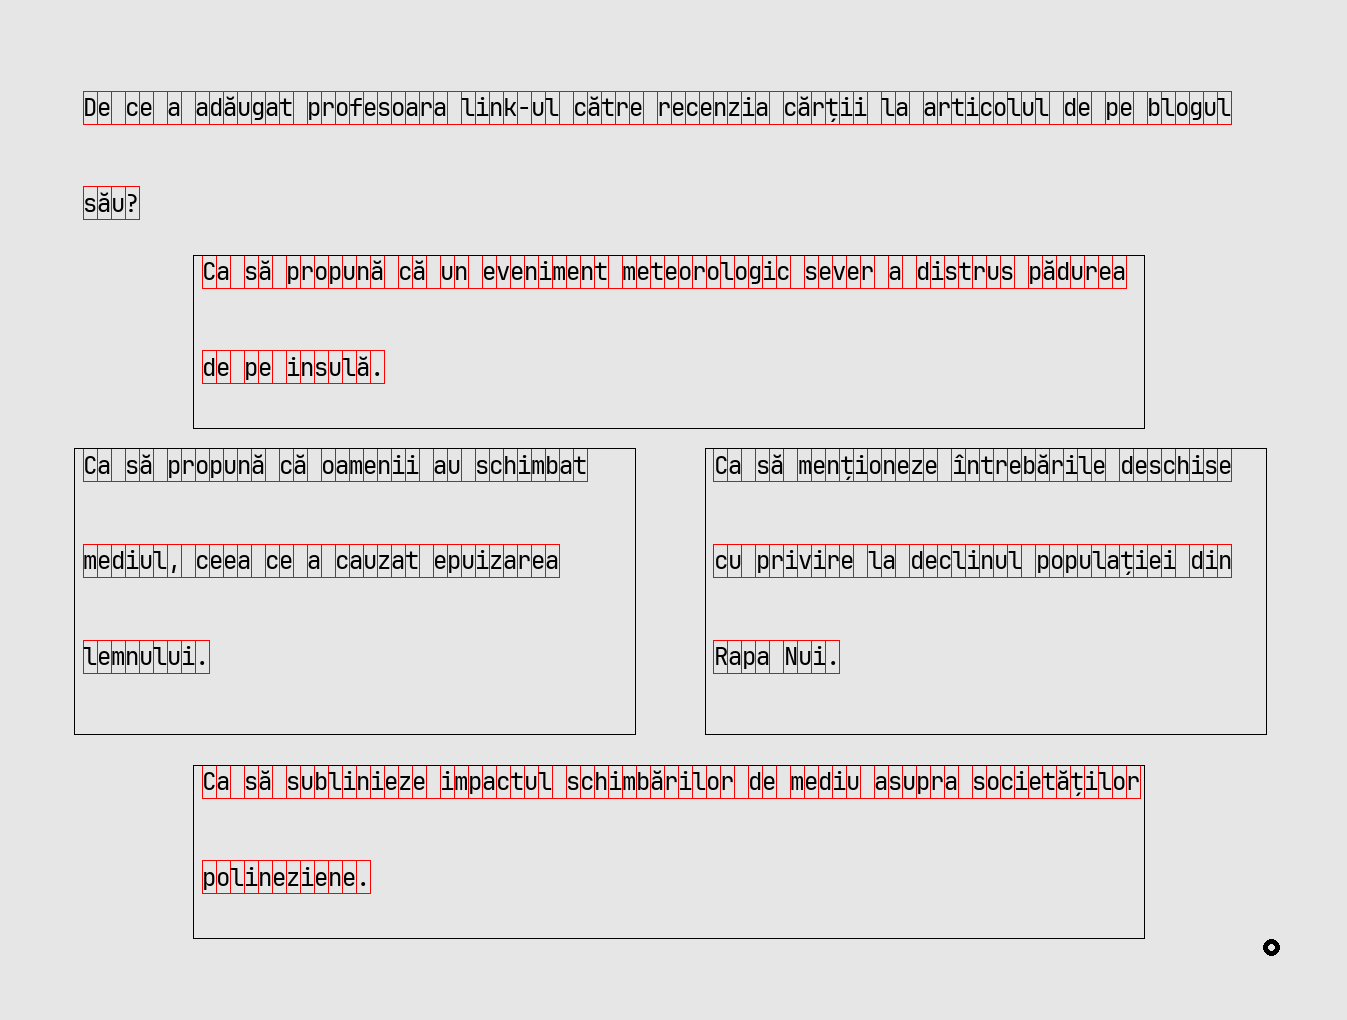 De ce a adăugat profesoara link-ul către recenzia cărții la articolul de pe blogul
său?
Ca să propună că un eveniment meteorologic sever a distrus pădurea
de pe insulă.
Ca să propună că oamenii au schimbat
mediul, ceea ce a cauzat epuizarea
lemnului.
Ca să menționeze întrebările deschise
cu privire la declinul populației din
Rapa Nui.
Ca să sublinieze impactul schimbărilor de mediu asupra societăților
polineziene.